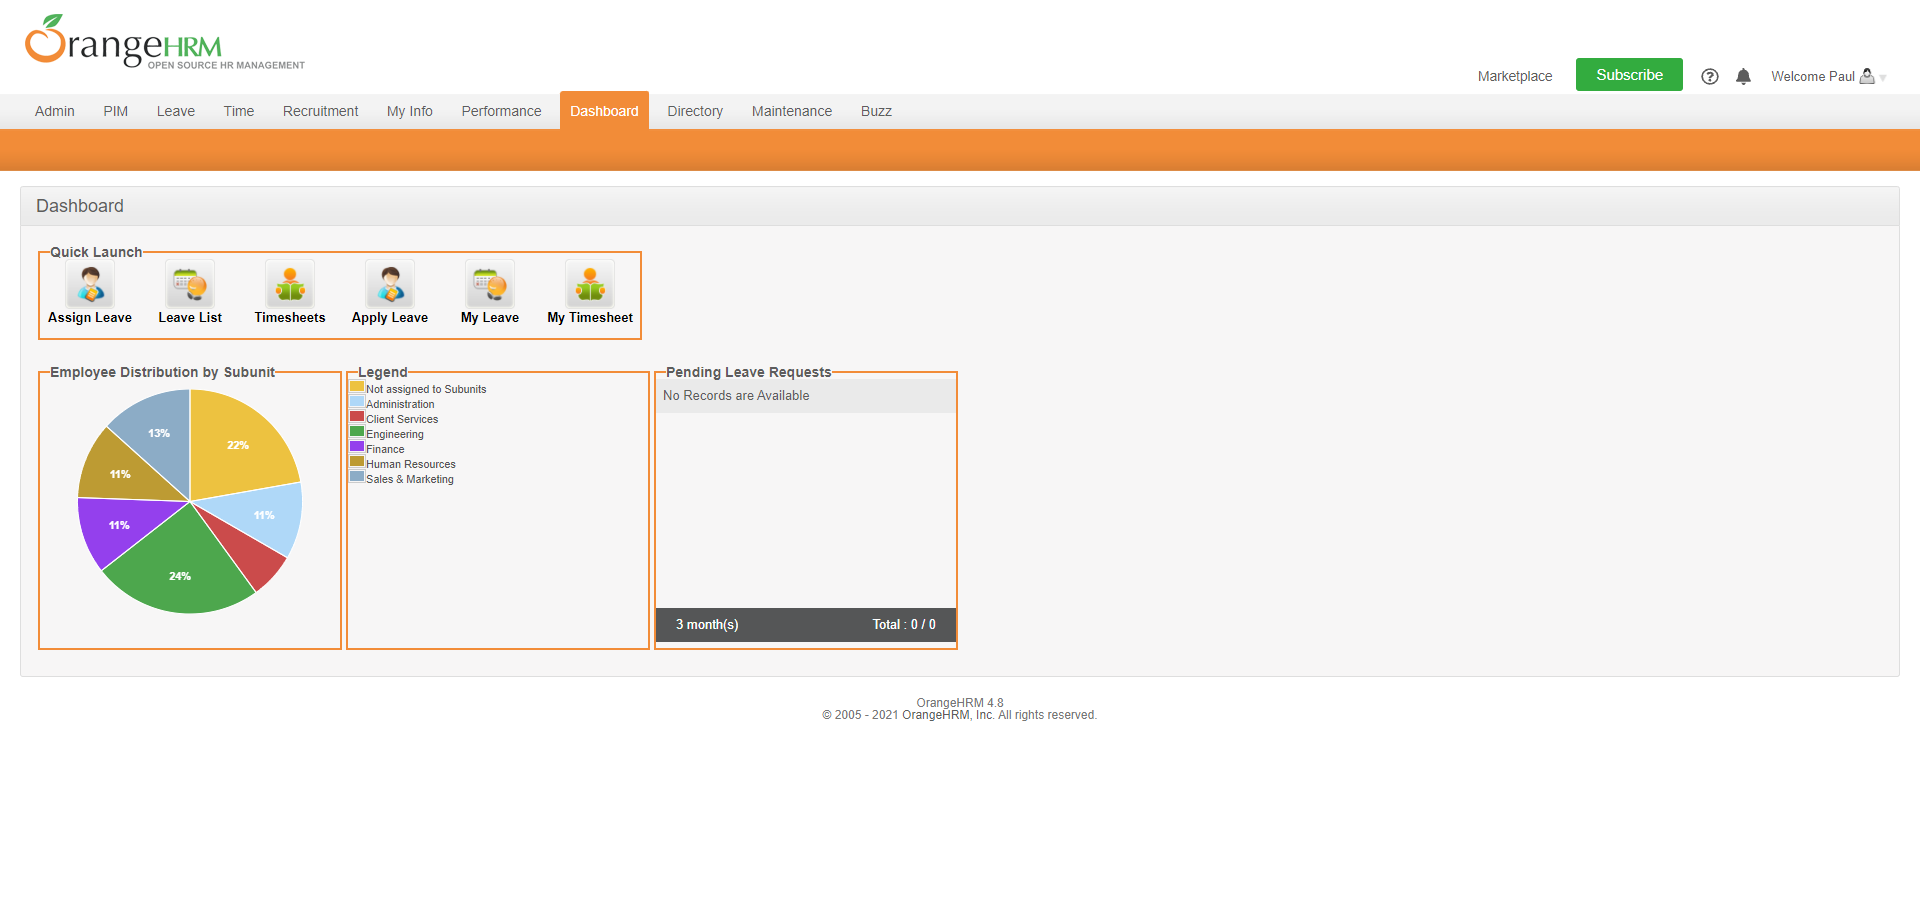 OrangeHRM
OPEN SOURCE HR MANAGEMENT
Marketplace
Subscribe
Welcome Paul
Admin
PIM
Leave
Time
Recruitment
My Info
Performance
Dashboard
Directory
Maintenance
Buzz
Dashboard
Quick Launch
Assign Leave
Leave List
Timesheets
Apply Leave
My Leave
My Timesheet
Employee Distribution by Subunit
13%
22%
11%
11%
11%
24%
Legend
Not assigned to Subunits
Administration
Client Services
Engineering
Finance
Human Resources
Sales & Marketing
Pending Leave Requests
No Records are Available
3 month(s)
Total : 0 / 0
OrangeHRM 4.8
© 2005 - 2021 OrangeHRM, Inc. All rights reserved.